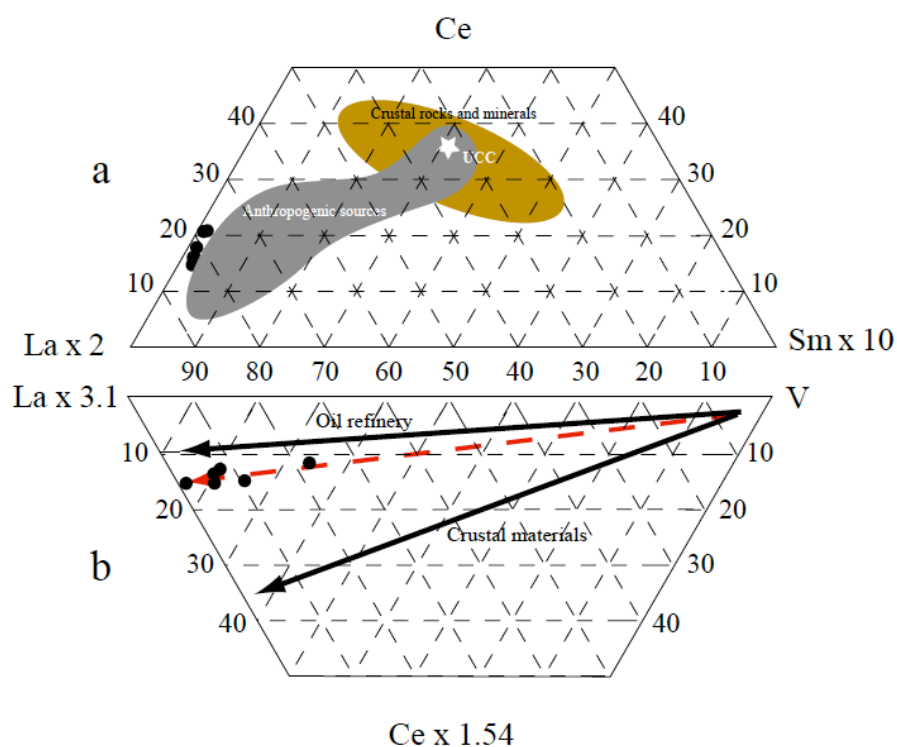 Ce
40 Crustal rocks and minerals 40
UCC
a
30 30
Anthropogenic sources
20 20
10 10
La x 2 Sm x 10
90 80 70 60 50 40 30 20 10
La x 3.1 V
Oil refinery
10 10
20 20
Crustal materials
b
30 30
40 40
Ce x 1.54